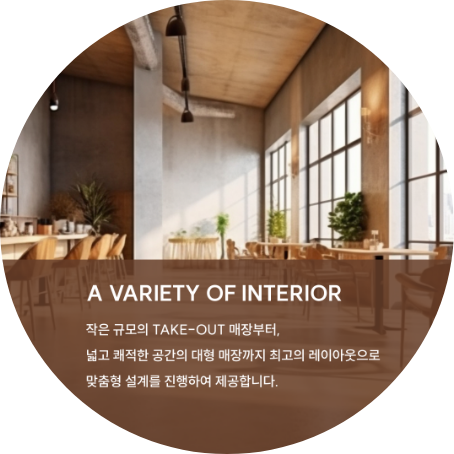 A VARIETY OF INTERIOR
작은 규모의 TAKE-OUT 매장부터,
넓고 쾌적한 공간의 대형 매장까지 최고의 레이아웃으로
맞춤형 설계를 진행하여 제공합니다.